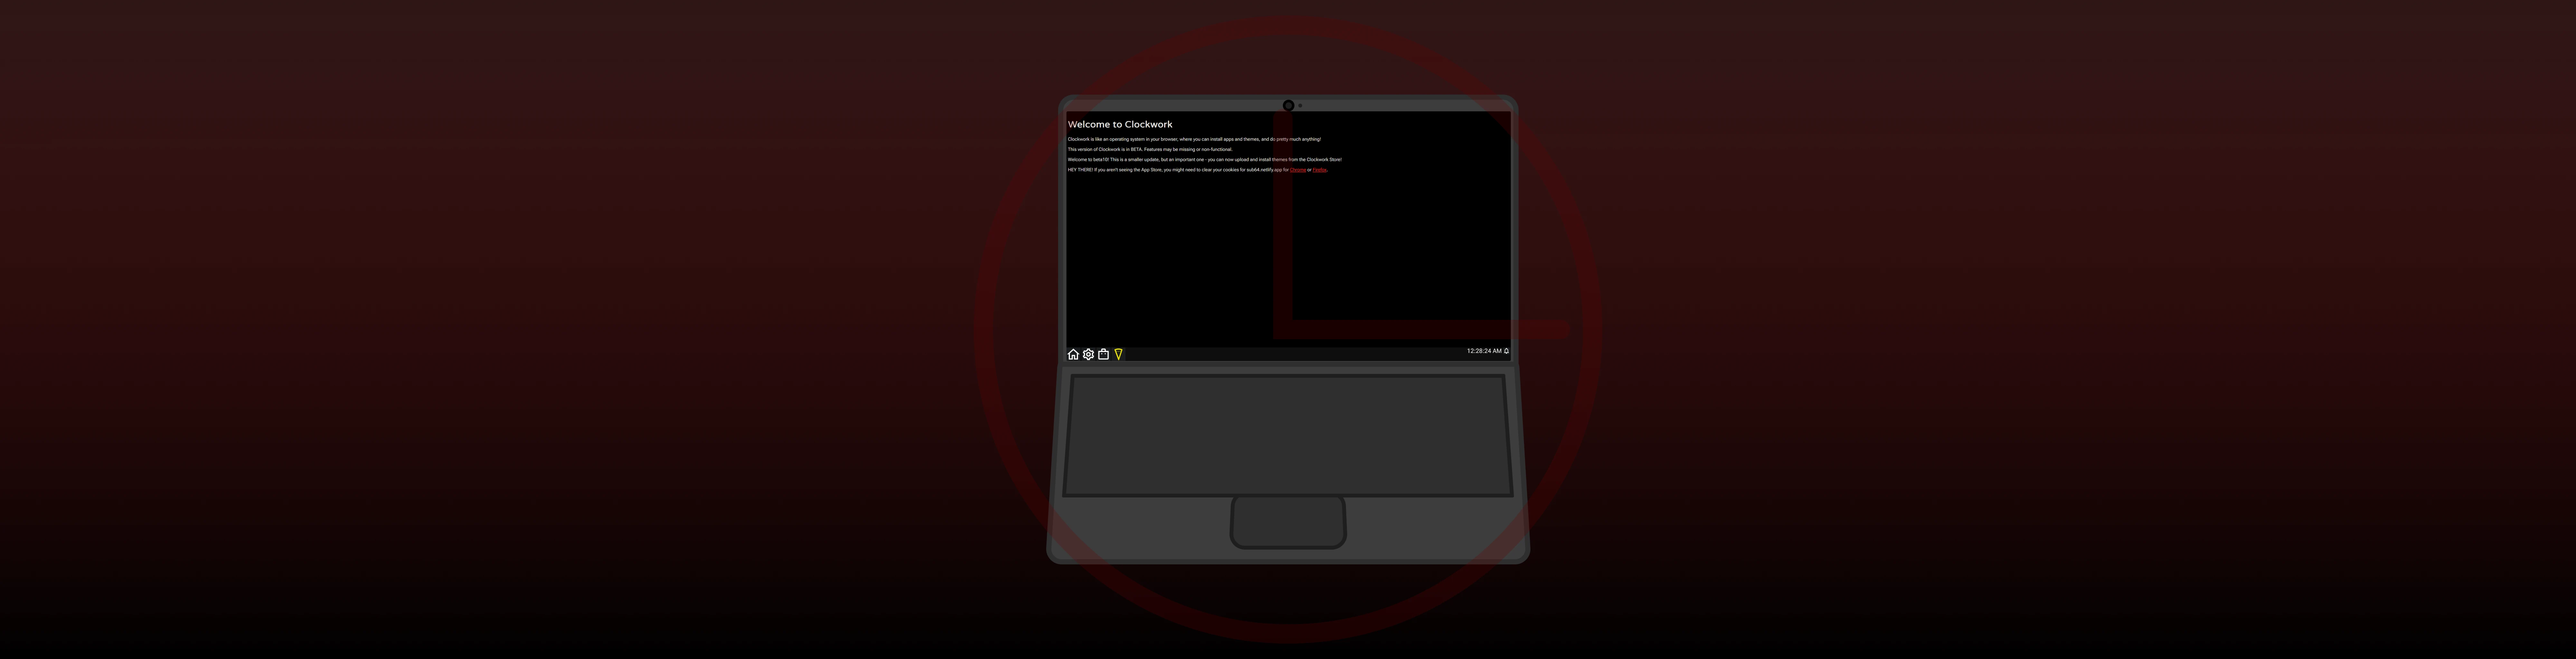 Welcome to Clockwork
Clockwork is like an operating system in your browser, where you can install apps and themes, and do pretty much anything!
This version of Clockwork is in BETA. Features may be missing or non-functional.
Welcome to beta10! This is a smaller update, but an important one - you can now upload and install themes from the Clockwork Store!
HEY THERE! If you aren't seeing the App Store, you might need to clear your cookies for sub64.netlify.app for Chrome or Firefox.
12:28:24 AM